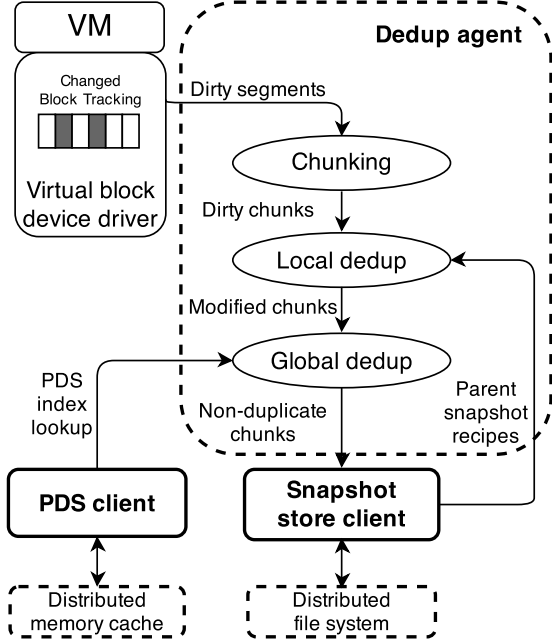 VM
Dedup agent
Changed
Block Tracking
Virtual block
device driver
Dirty segments
Chunking
Dirty chunks
Local dedup
Modified chunks
Global dedup
PDS
index
lookup
Non-duplicate
chunks
Parent
snapshot
recipes
PDS client
Snapshot
store client
Distributed
memory cache
Distributed
file system